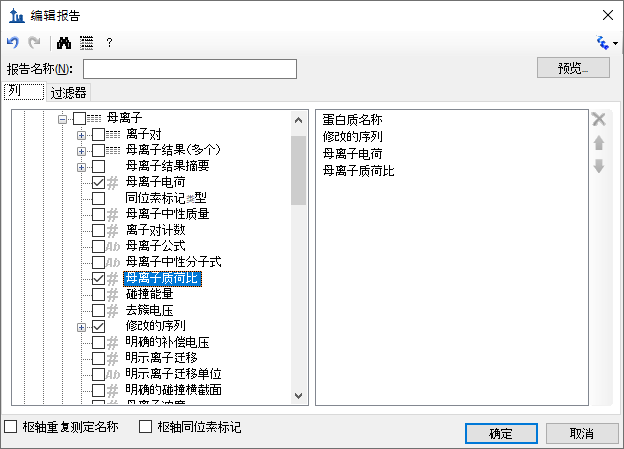 编辑报告
?
报告名称(N):
预览...
列
过滤器
母离子
离子对
母离子结果(多个)
母离子结果摘要
# 母离子电荷
同位素标记类型
# 母离子中性质量
# 离子对计数
Ab 母离子公式
Ab 母离子中性分子式
# 母离子质荷比
# 碰撞能量
# 去簇电压
修改的序列
# 明确的补偿电压
# 明示离子迁移
# 明示离子迁移单位
# 明确的碰撞横截面
# 母离子浓度
蛋白质名称
修改的序列
母离子电荷
母离子质荷比
枢轴重复测定名称
枢轴同位素标记
确定
取消